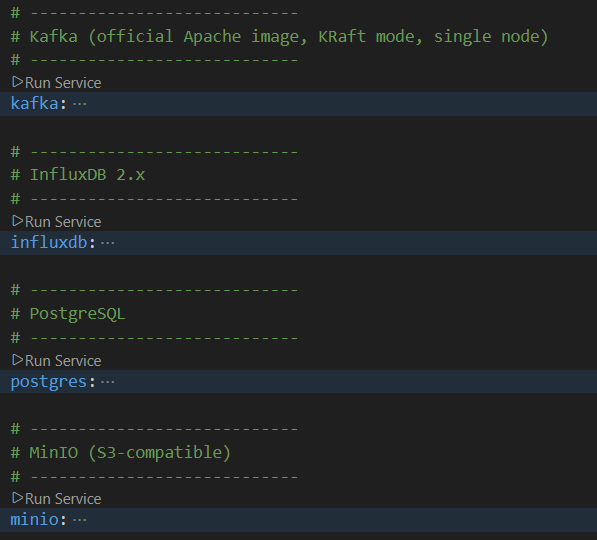 # ----------------------------
# Kafka (official Apache image, KRaft mode, single node)
# ----------------------------
▷Run Service
kafka: ···
# ----------------------------
# InfluxDB 2.x
# ----------------------------
▷Run Service
influxdb: ···
# ----------------------------
# PostgreSQL
# ----------------------------
▷Run Service
postgres: ···
# ----------------------------
# MinIO (S3-compatible)
# ----------------------------
▷Run Service
minio: ···